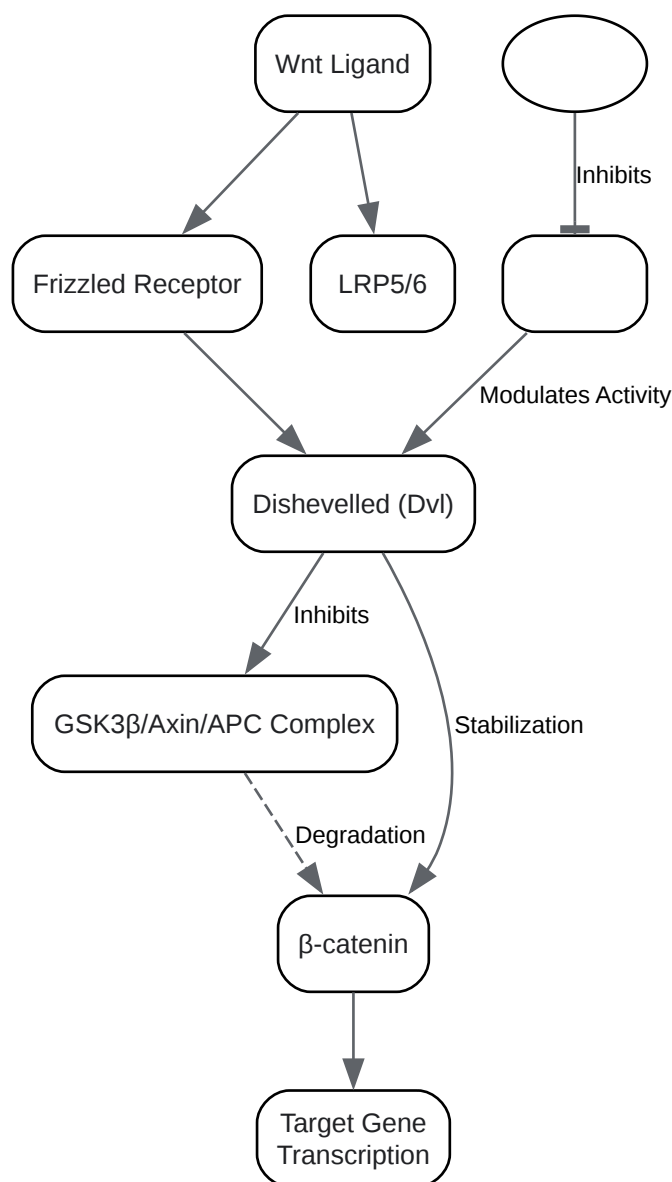 Wnt Ligand
Inhibits
Frizzled Receptor
LRP5/6
Modulates Activity
Dishevelled (Dvl)
Inhibits
GSK3β/Axin/APC Complex
Stabilization
Degradation
β-catenin
Target Gene
Transcription